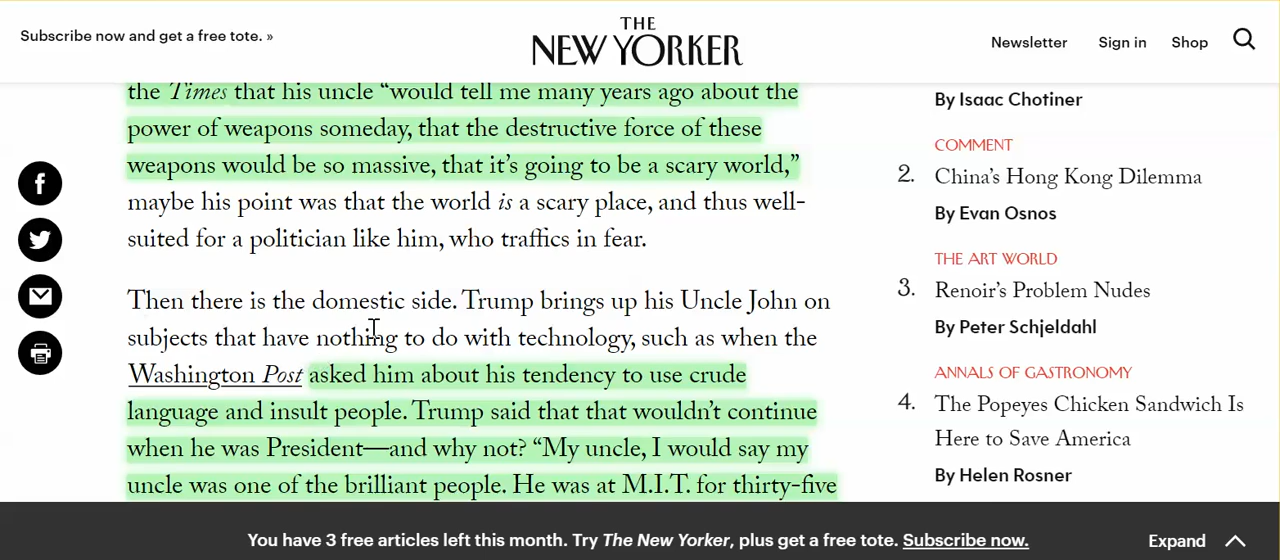 Subscribe now and get a free tote. »
THE
NEW YORKER
Newsletter
Sign in
Shop
the Times that his uncle “would tell me many years ago about the
power of weapons someday, that the destructive force of these
weapons would be so massive, that it’s going to be a scary world,”
maybe his point was that the world is a scary place, and thus well-
suited for a politician like him, who traffics in fear.
Then there is the domestic side. Trump brings up his Uncle John on
subjects that have nothing to do with technology, such as when the
Washington Post asked him about his tendency to use crude
language and insult people. Trump said that that wouldn’t continue
when he was President—and why not? “My uncle, I would say my
uncle was one of the brilliant people. He was at M.I.T. for thirty-five
By Isaac Chotiner
COMMENT
2. China’s Hong Kong Dilemma
By Evan Osnos
THE ART WORLD
3. Renoir’s Problem Nudes
By Peter Schjeldahl
ANNALS OF GASTRONOMY
4. The Popeyes Chicken Sandwich Is
Here to Save America
By Helen Rosner
You have 3 free articles left this month. Try The New Yorker, plus get a free tote. Subscribe now.
Expand